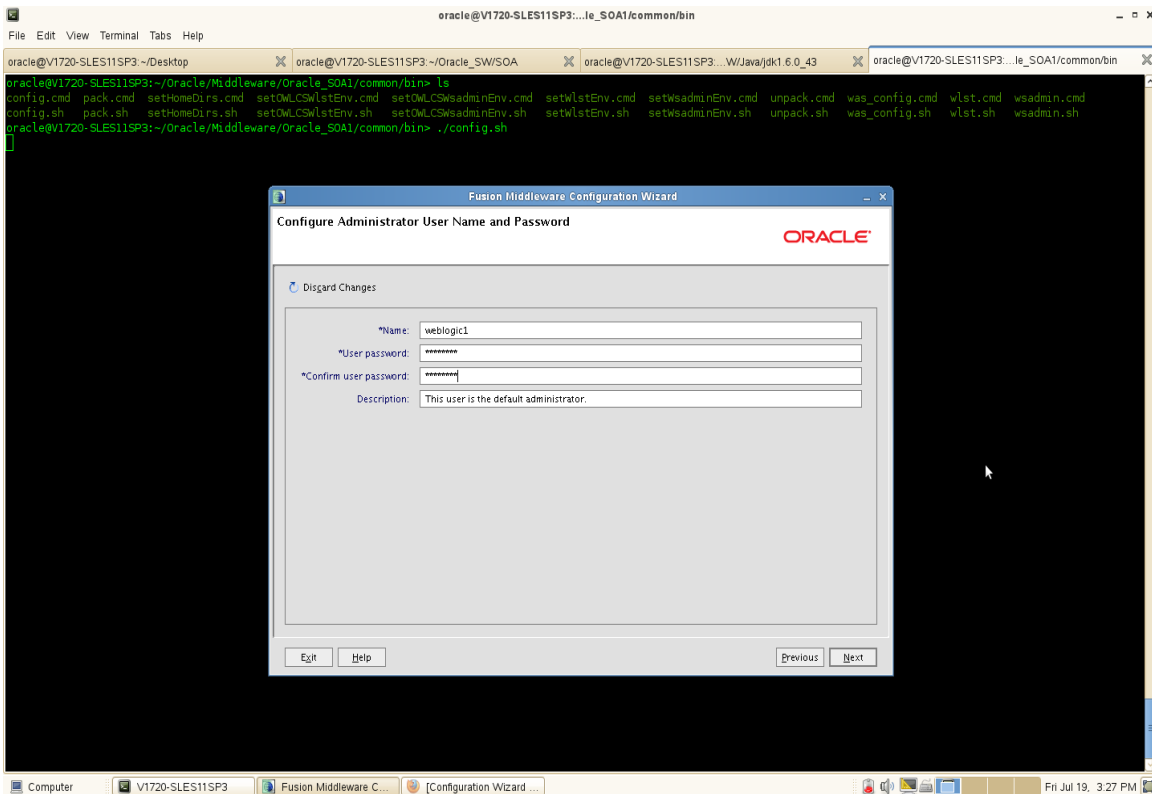 oracle@V1720-SLES11SP3:...le_SOA1/common/bin
File Edit View Terminal Tabs Help
oracle@V1720-SLES11SP3:~/Desktop oracle@V1720-SLES11SP3:~/Oracle_SW/SOA oracle@V1720-SLES11SP3:...W/Java/jdk1.6.0_43 oracle@V1720-SLES11SP3:...le_SOA1/common/bin
oracle@V1720-SLES11SP3:~/Oracle/Middleware/Oracle_SOA1/common/bin> ls
config.cmd pack.cmd setHomeDirs.cmd setOWLCSWlstEnv.cmd setOWLCSWsadminEnv.cmd setWlstEnv.cmd setWsadminEnv.cmd unpack.cmd was_config.cmd wlst.cmd wsadmin.cmd
config.sh pack.sh setHomeDirs.sh setOWLCSWlstEnv.sh setOWLCSWsadminEnv.sh setWlstEnv.sh setWsadminEnv.sh unpack.sh was_config.sh wlst.sh wsadmin.sh
oracle@V1720-SLES11SP3:~/Oracle/Middleware/Oracle_SOA1/common/bin> ./config.sh
Fusion Middleware Configuration Wizard
Configure Administrator User Name and Password
ORACLE
Discard Changes
*Name: weblogic1
*User password: ********
*Confirm user password: ********
Description: This user is the default administrator.
Exit Help Previous Next
Computer V1720-SLES11SP3 Fusion Middleware C... [Configuration Wizard ... Fri Jul 19, 3:27 PM